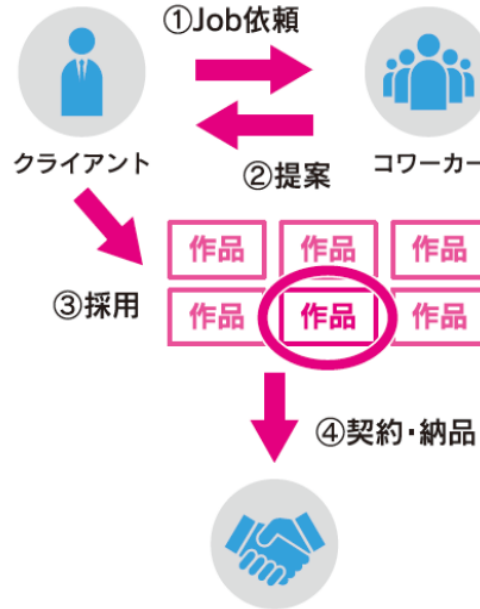 ①Job依頼
クライアント
②提案
コワーカー
作品 作品 作品
③採用
作品 作品 作品
④契約・納品